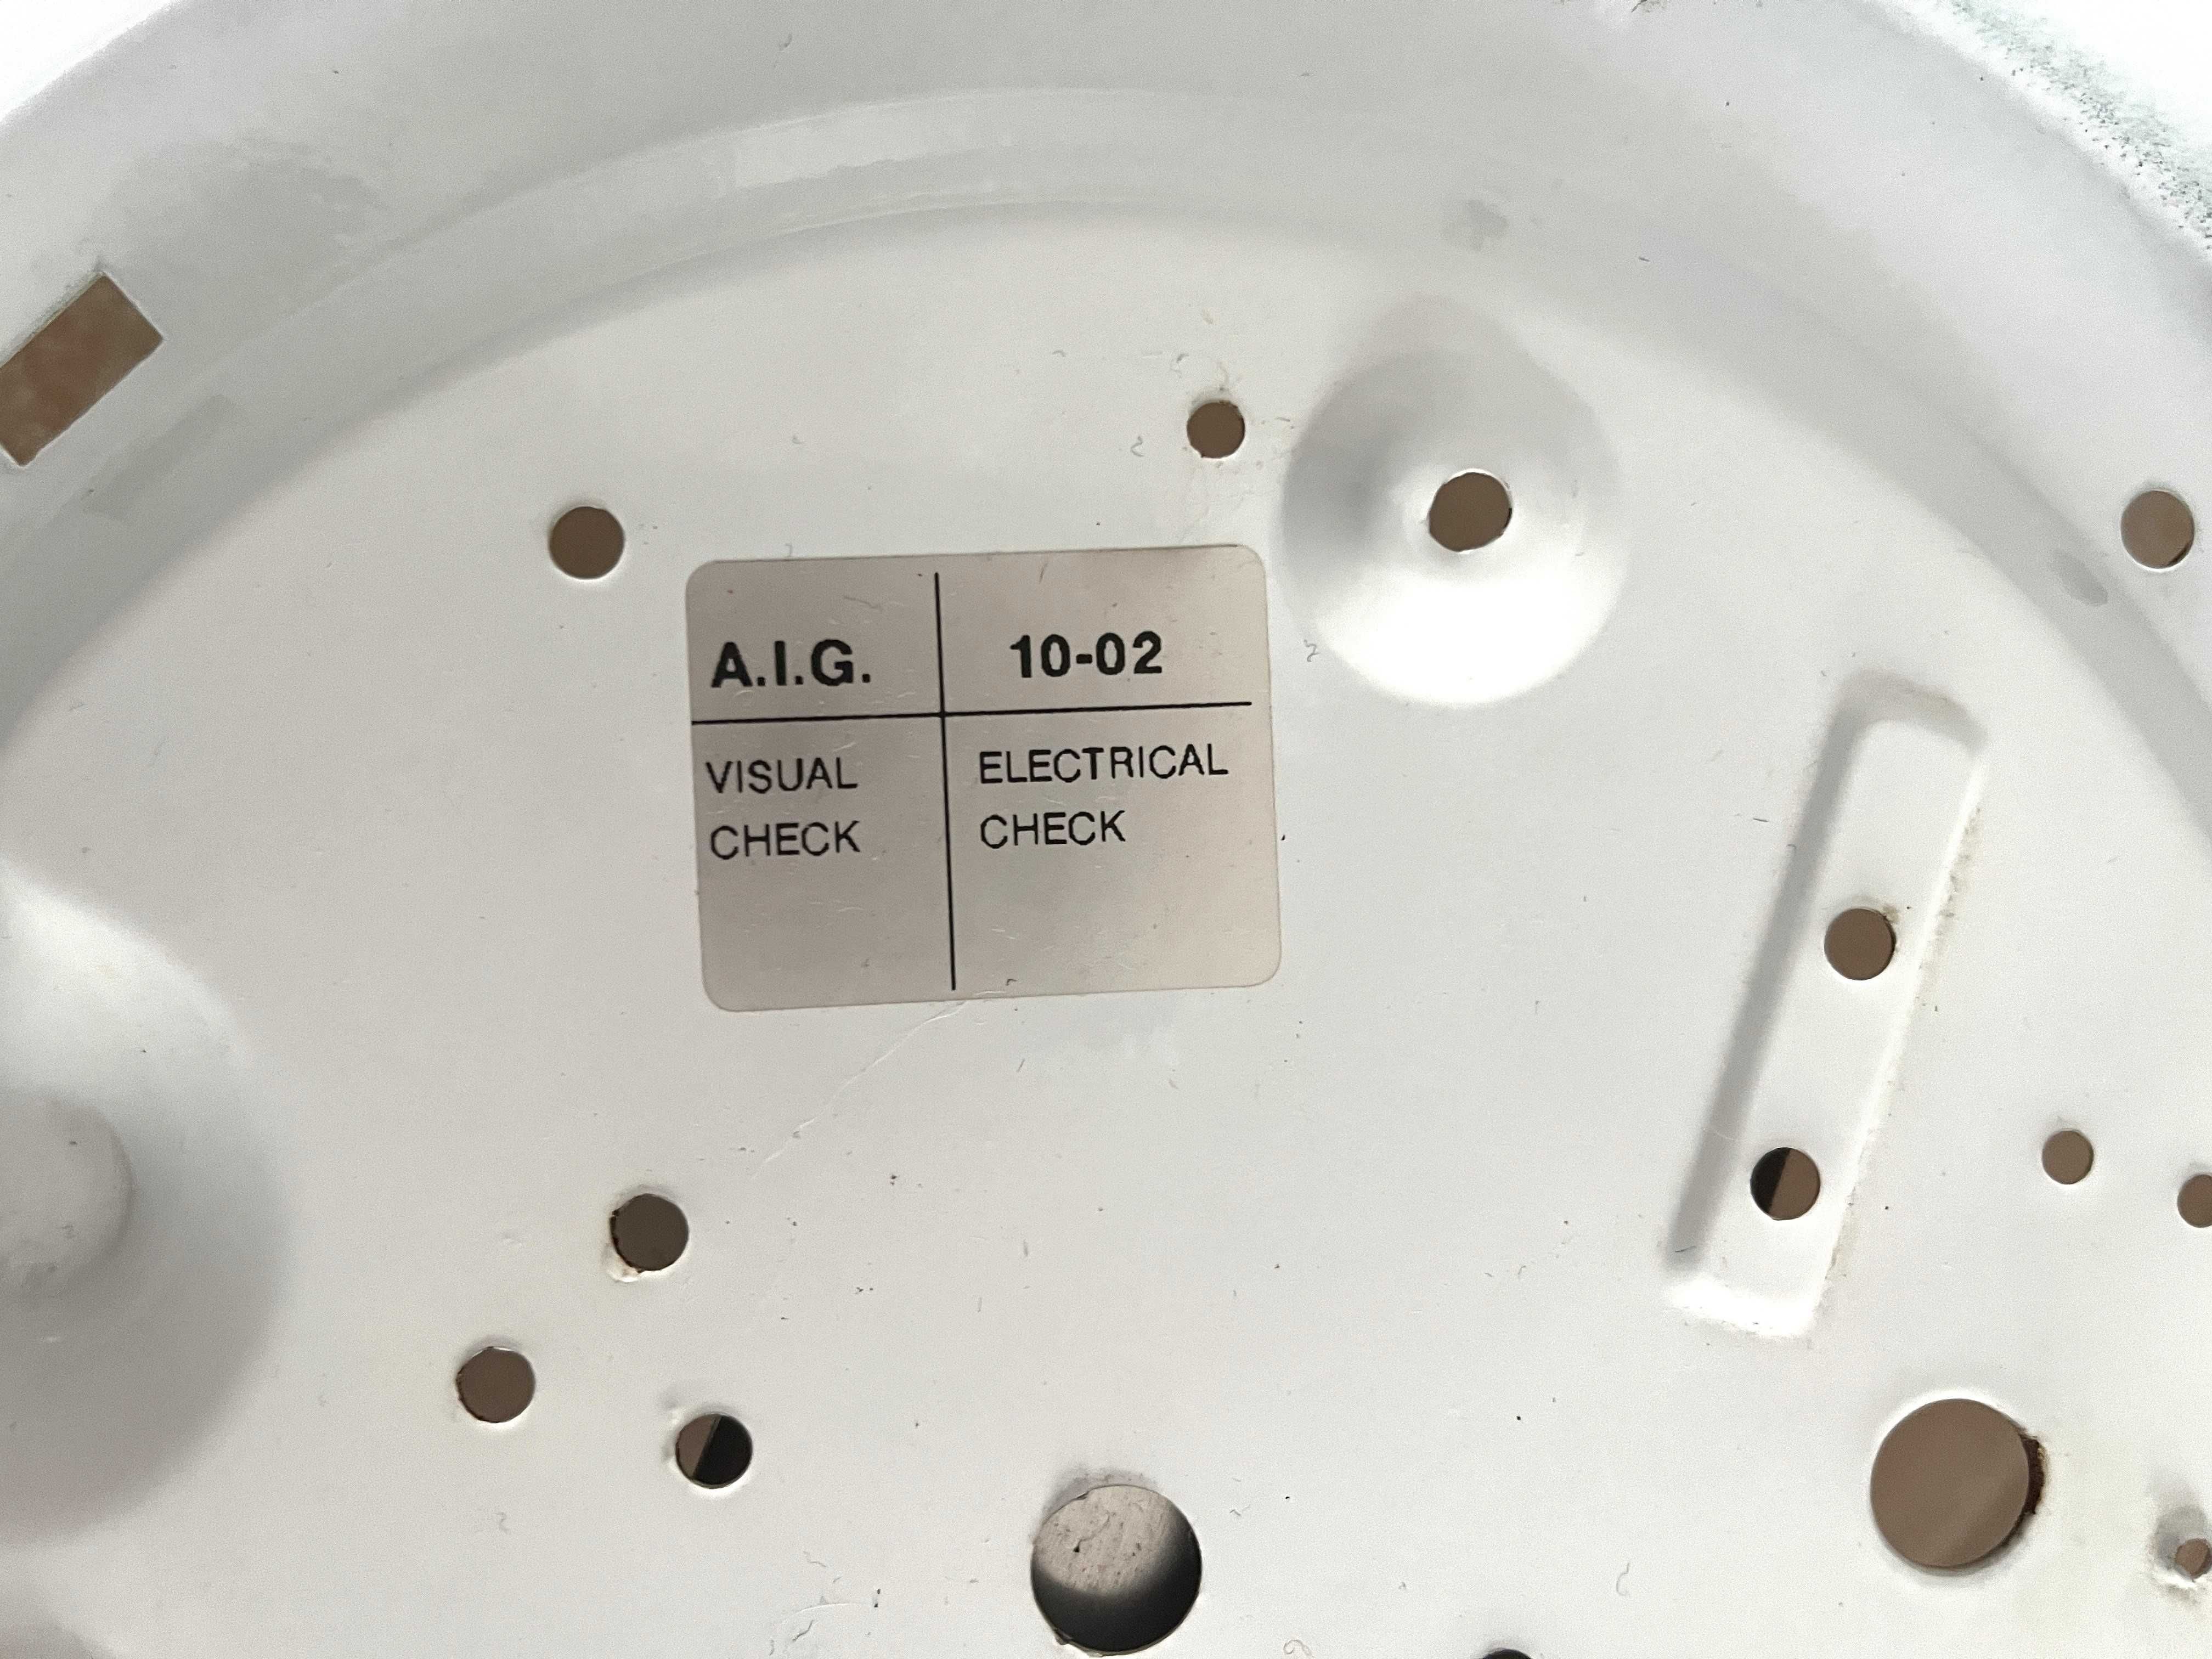 A.I.G. 10-02
VISUAL CHECK
ELECTRICAL CHECK